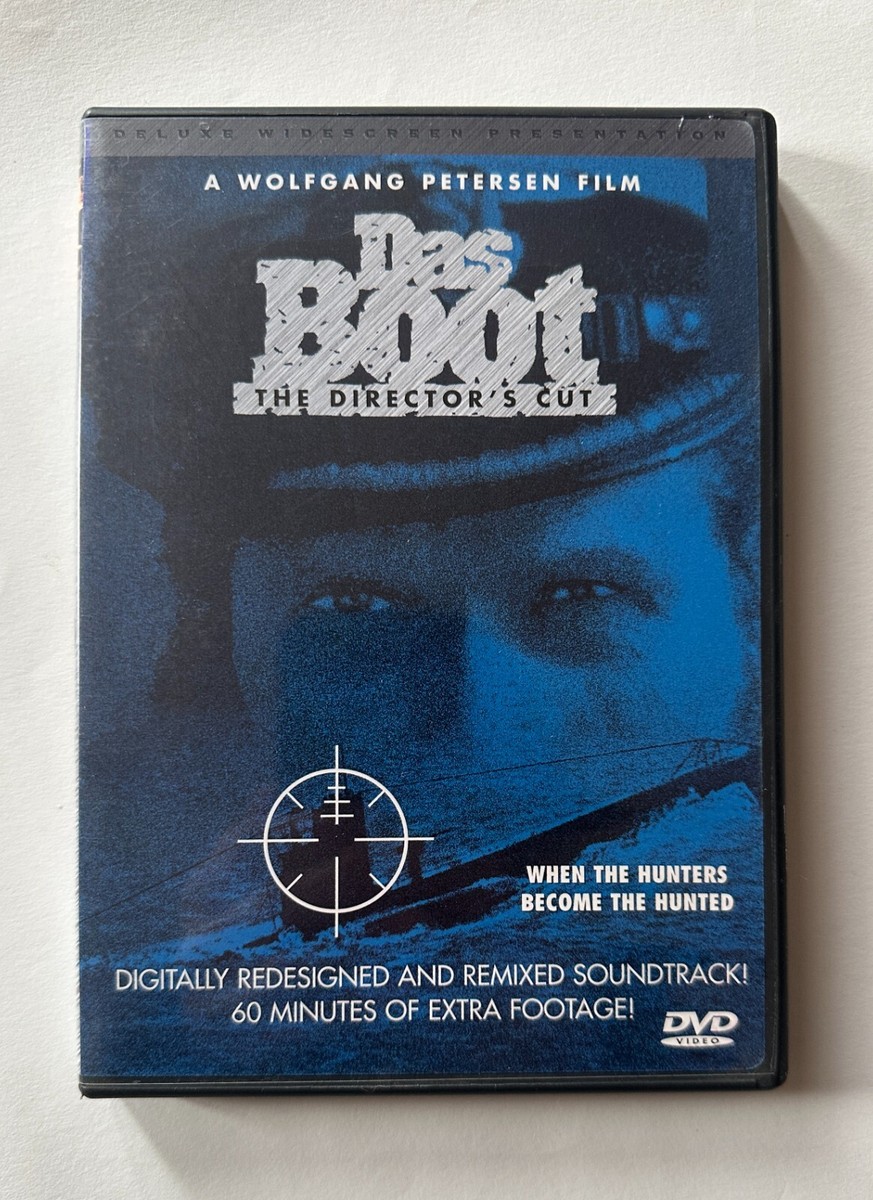 DELUXE WIDESCREEN PRESENTATION
A WOLFGANG PETERSEN FILM
Das
Boot
THE DIRECTOR'S CUT
WHEN THE HUNTERS
BECOME THE HUNTED
DIGITALLY REDESIGNED AND REMIXED SOUNDTRACK!
60 MINUTES OF EXTRA FOOTAGE!
DVD
VIDEO